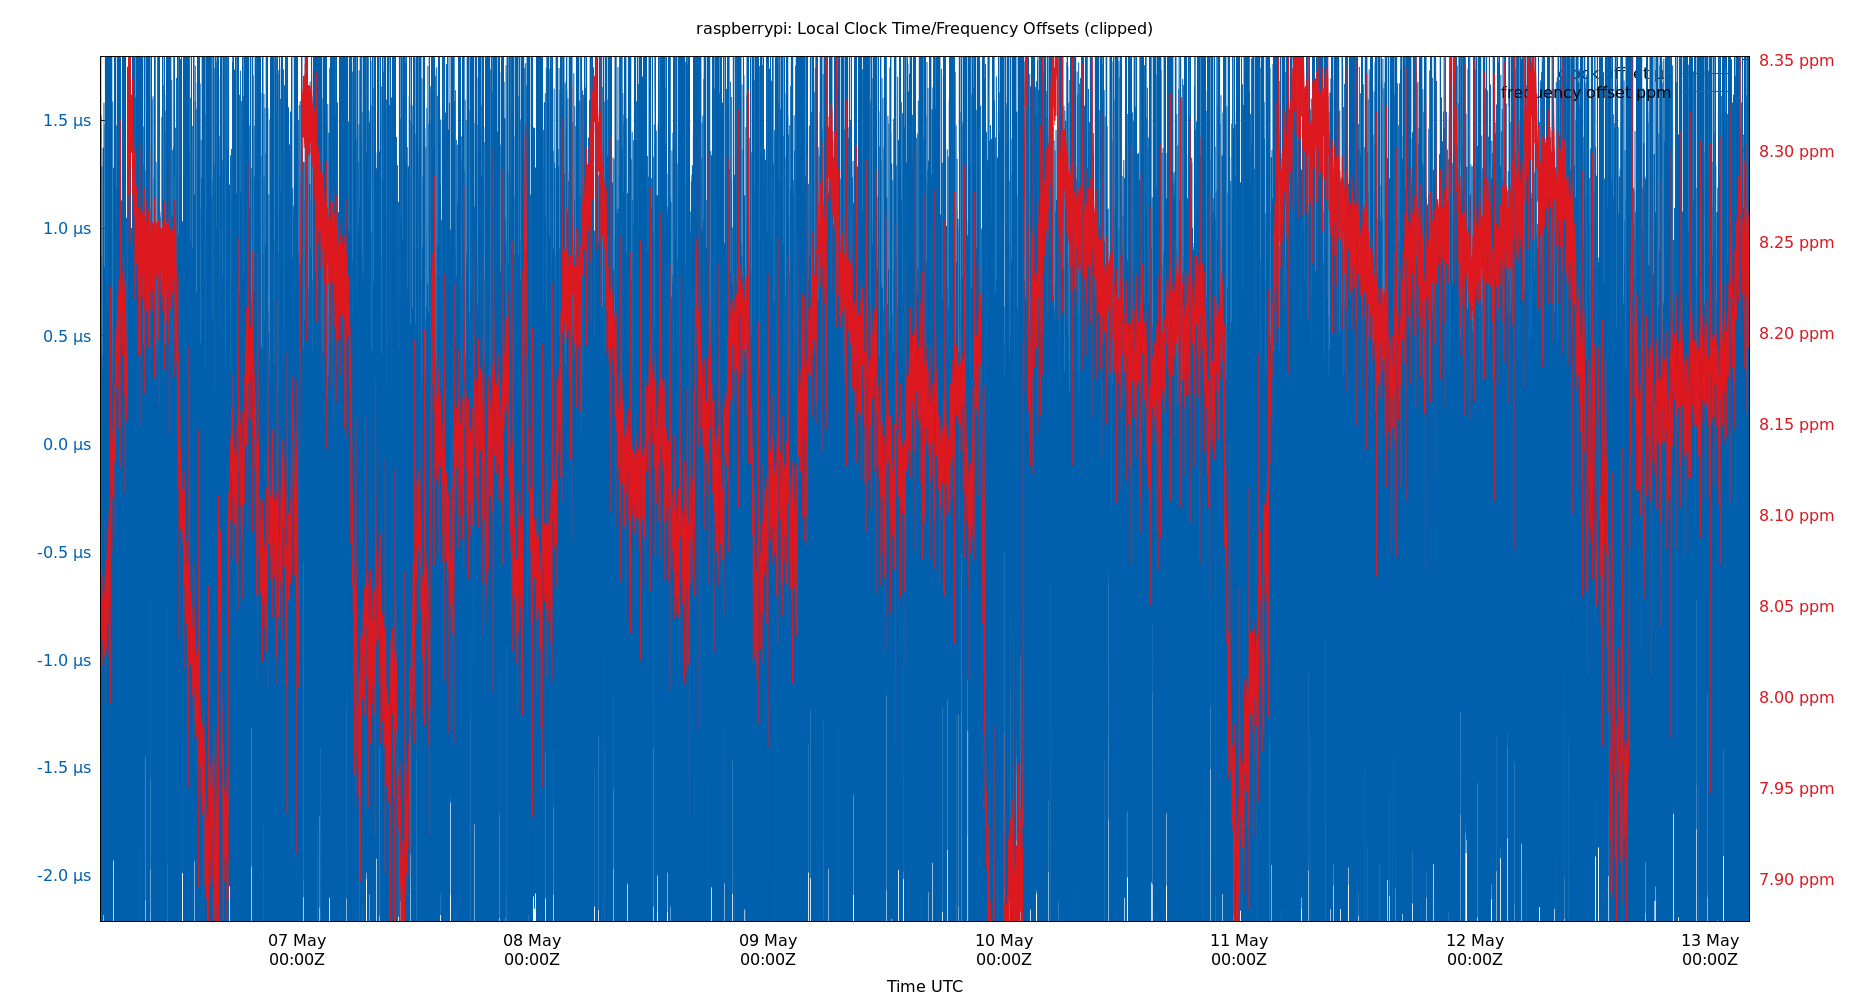 raspberrypi: Local Clock Time/Frequency Offsets (clipped)
8.35 ppm
clock offset
frequency offset ppm
1.5 µs
8.30 ppm
1.0 µs
8.25 ppm
0.5 µs
8.20 ppm
0.0 µs
8.15 ppm
-0.5 µs
8.10 ppm
8.05 ppm
-1.0 µs
8.00 ppm
-1.5 µs
7.95 ppm
-2.0 µs
7.90 ppm
07 May 08 May 09 May 10 May 11 May 12 May 13 May
00:00Z 00:00Z 00:00Z 00:00Z 00:00Z 00:00Z 00:00Z
Time UTC